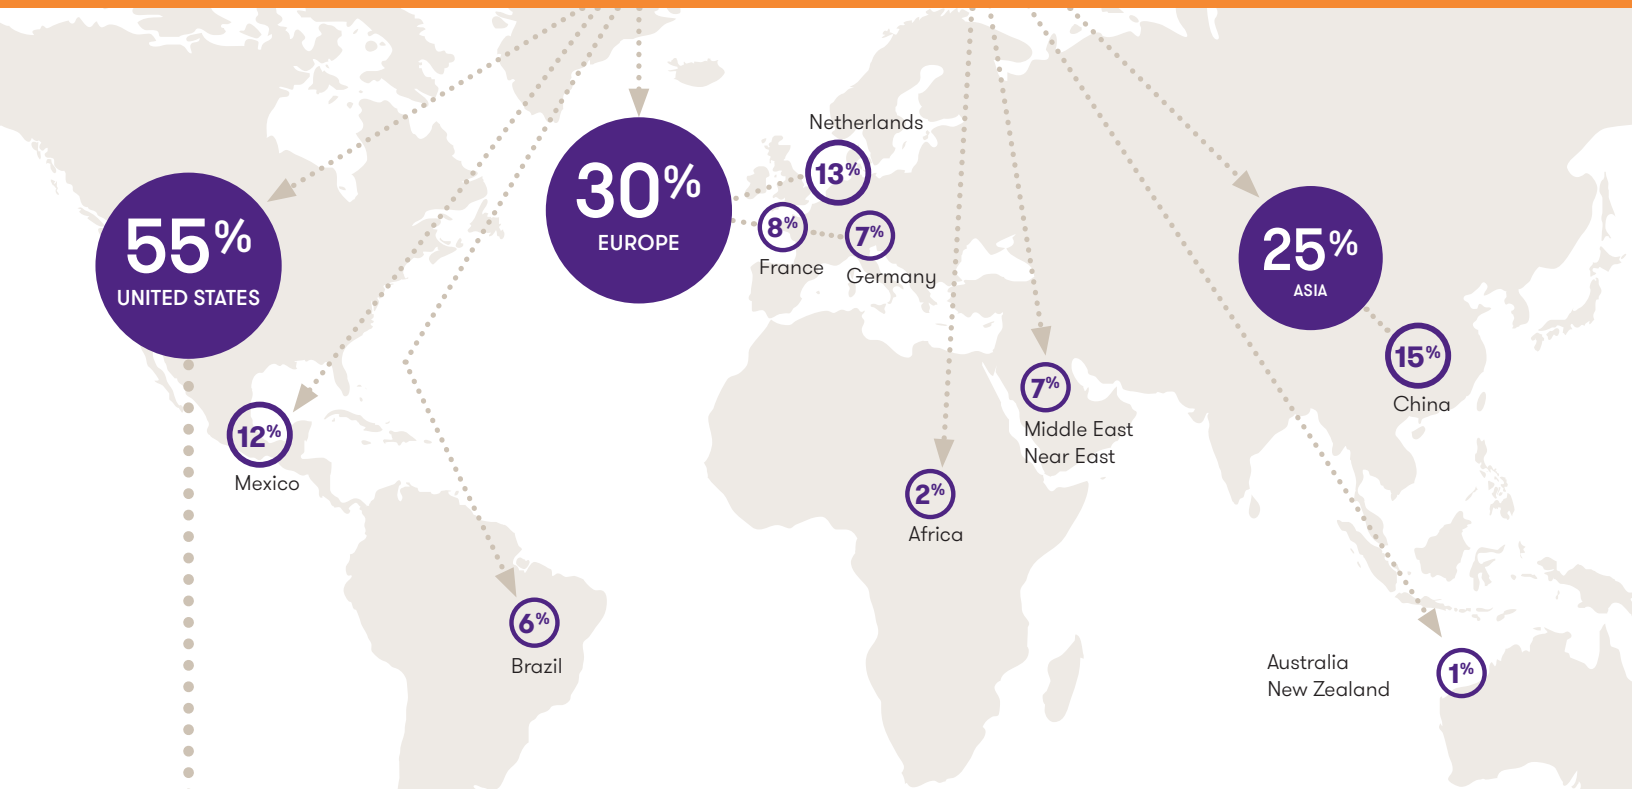 55%
UNITED STATES
12%
Mexico
6%
Brazil
30%
EUROPE
Netherlands
13%
8%
France
7%
Germany
2%
Africa
7%
Middle East
Near East
25%
ASIA
15%
China
Australia
New Zealand
1%